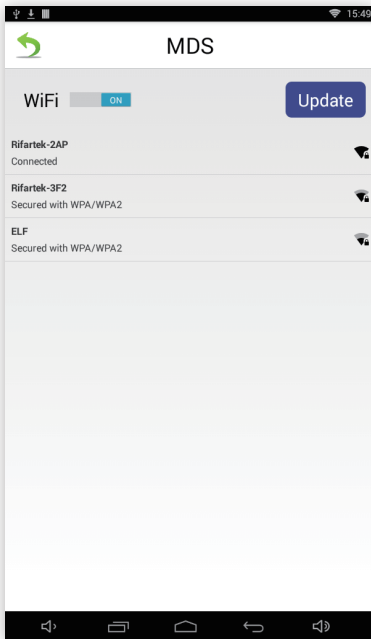 15:49
MDS
WiFi ON Update
Rifartek-2AP
Connected
Rifartek-3F2
Secured with WPA/WPA2
ELF
Secured with WPA/WPA2